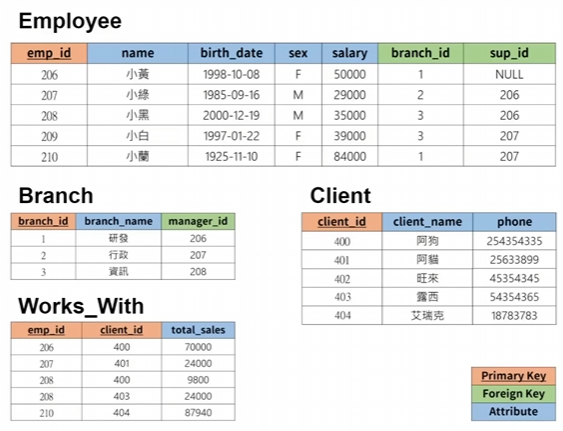 Employee
emp_id name birth_date sex salary branch_id sup_id
206 小黃 1998-10-08 F 50000 1 NULL
207 小綠 1985-09-16 M 29000 2 206
208 小黑 2000-12-19 M 35000 3 206
209 小白 1997-01-22 F 39000 3 207
210 小蘭 1925-11-10 F 84000 1 207
Branch
branch_id branch_name manager_id
1 研發 206
2 行政 207
3 資訊 208
Client
client_id client_name phone
400 阿狗 254354335
401 阿貓 25633899
402 旺來 45354345
403 露西 54354365
404 艾瑞克 18783783
Works_With
emp_id client_id total_sales
206 400 70000
207 401 24000
208 400 9800
208 403 24000
210 404 87940
Primary Key
Foreign Key
Attribute